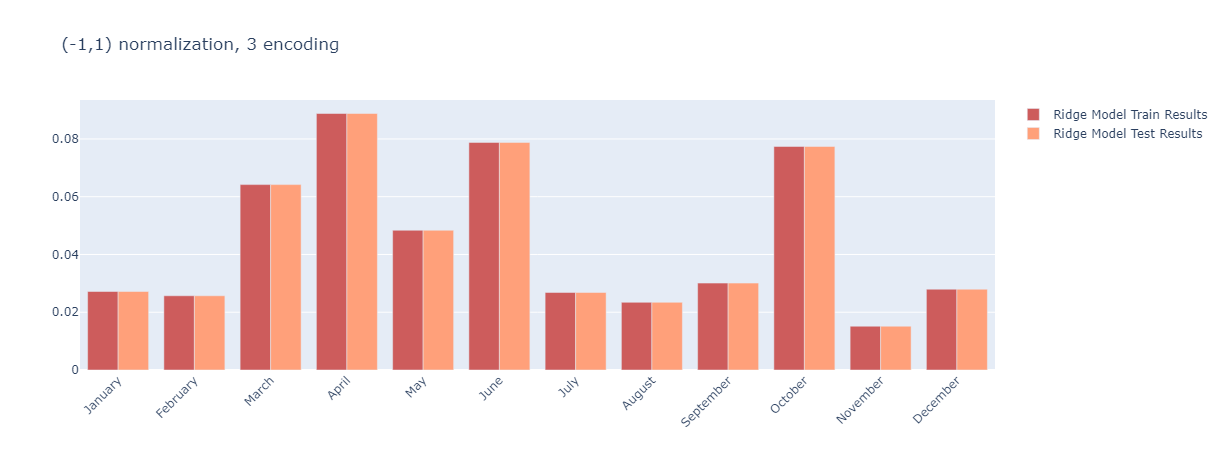 (-1,1) normalization, 3 encoding
Ridge Model Train Results
Ridge Model Test Results
0.08
0.06
0.04
0.02
0
January
February
March
April
May
June
July
August
September
October
November
December